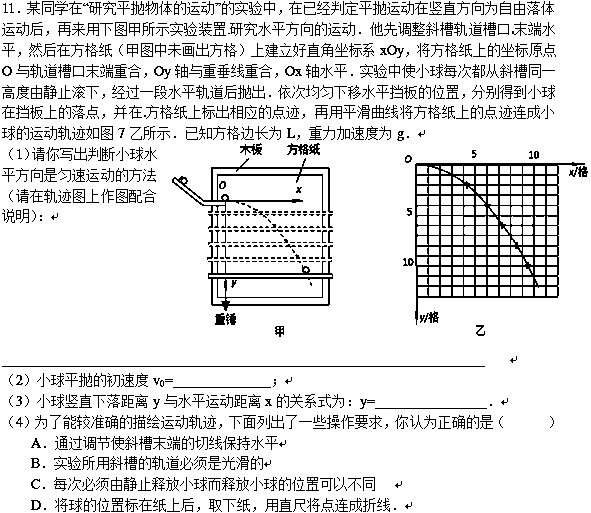 11．某同学在“研究平抛物体的运动”的实验中，在已经判定平抛运动在竖直方向为自由落体
运动后，再来用下图甲所示实验装置研究水平方向的运动．他先调整斜槽轨道槽口末端水
平，然后在方格纸（甲图中未画出方格）上建立好直角坐标系 xOy，将方格纸上的坐标原点
O 与轨道槽口末端重合，Oy 轴与重垂线重合，Ox 轴水平．实验中使小球每次都从斜槽同一
高度由静止滚下，经过一段水平轨道后抛出．依次均匀下移水平挡板的位置，分别得到小球
在挡板上的落点，并在方格纸上标出相应的点迹，再用平滑曲线将方格纸上的点迹连成小
球的运动轨迹如图 7 乙所示．已知方格边长为 L，重力加速度为 g．
（1）请你写出判断小球水
平方向是匀速运动的方法
（请在轨迹图上作图配合
说明）：
木板 方格纸
O x
y
重锤
甲
O 5 10 x/格
5
10
y/格
乙
（2）小球平抛的初速度 v₀=______________；
（3）小球竖直下落距离 y 与水平运动距离 x 的关系式为：y=________________．
（4）为了能较准确的描绘运动轨迹，下面列出了一些操作要求，你认为正确的是（　　）
A．通过调节使斜槽末端的切线保持水平
B．实验所用斜槽的轨道必须是光滑的
C．每次必须由静止释放小球而释放小球的位置可以不同
D．将球的位置标在纸上后，取下纸，用直尺将点连成折线．